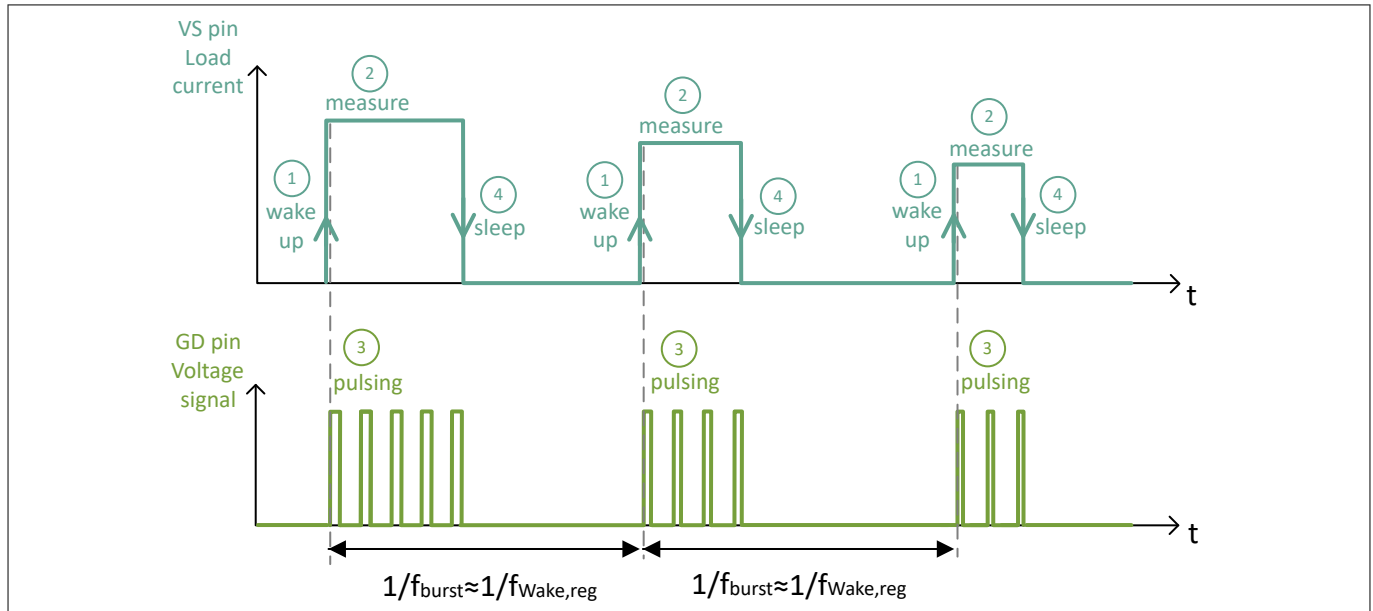 VS pin
Load
current
2
measure
1
wake
up
4
sleep
2
measure
1
wake
up
4
sleep
2
measure
1
wake
up
4
sleep
t
GD pin
Voltage
signal
3
pulsing
3
pulsing
3
pulsing
t
1/fburst≈1/fWake,reg
1/fburst≈1/fWake,reg